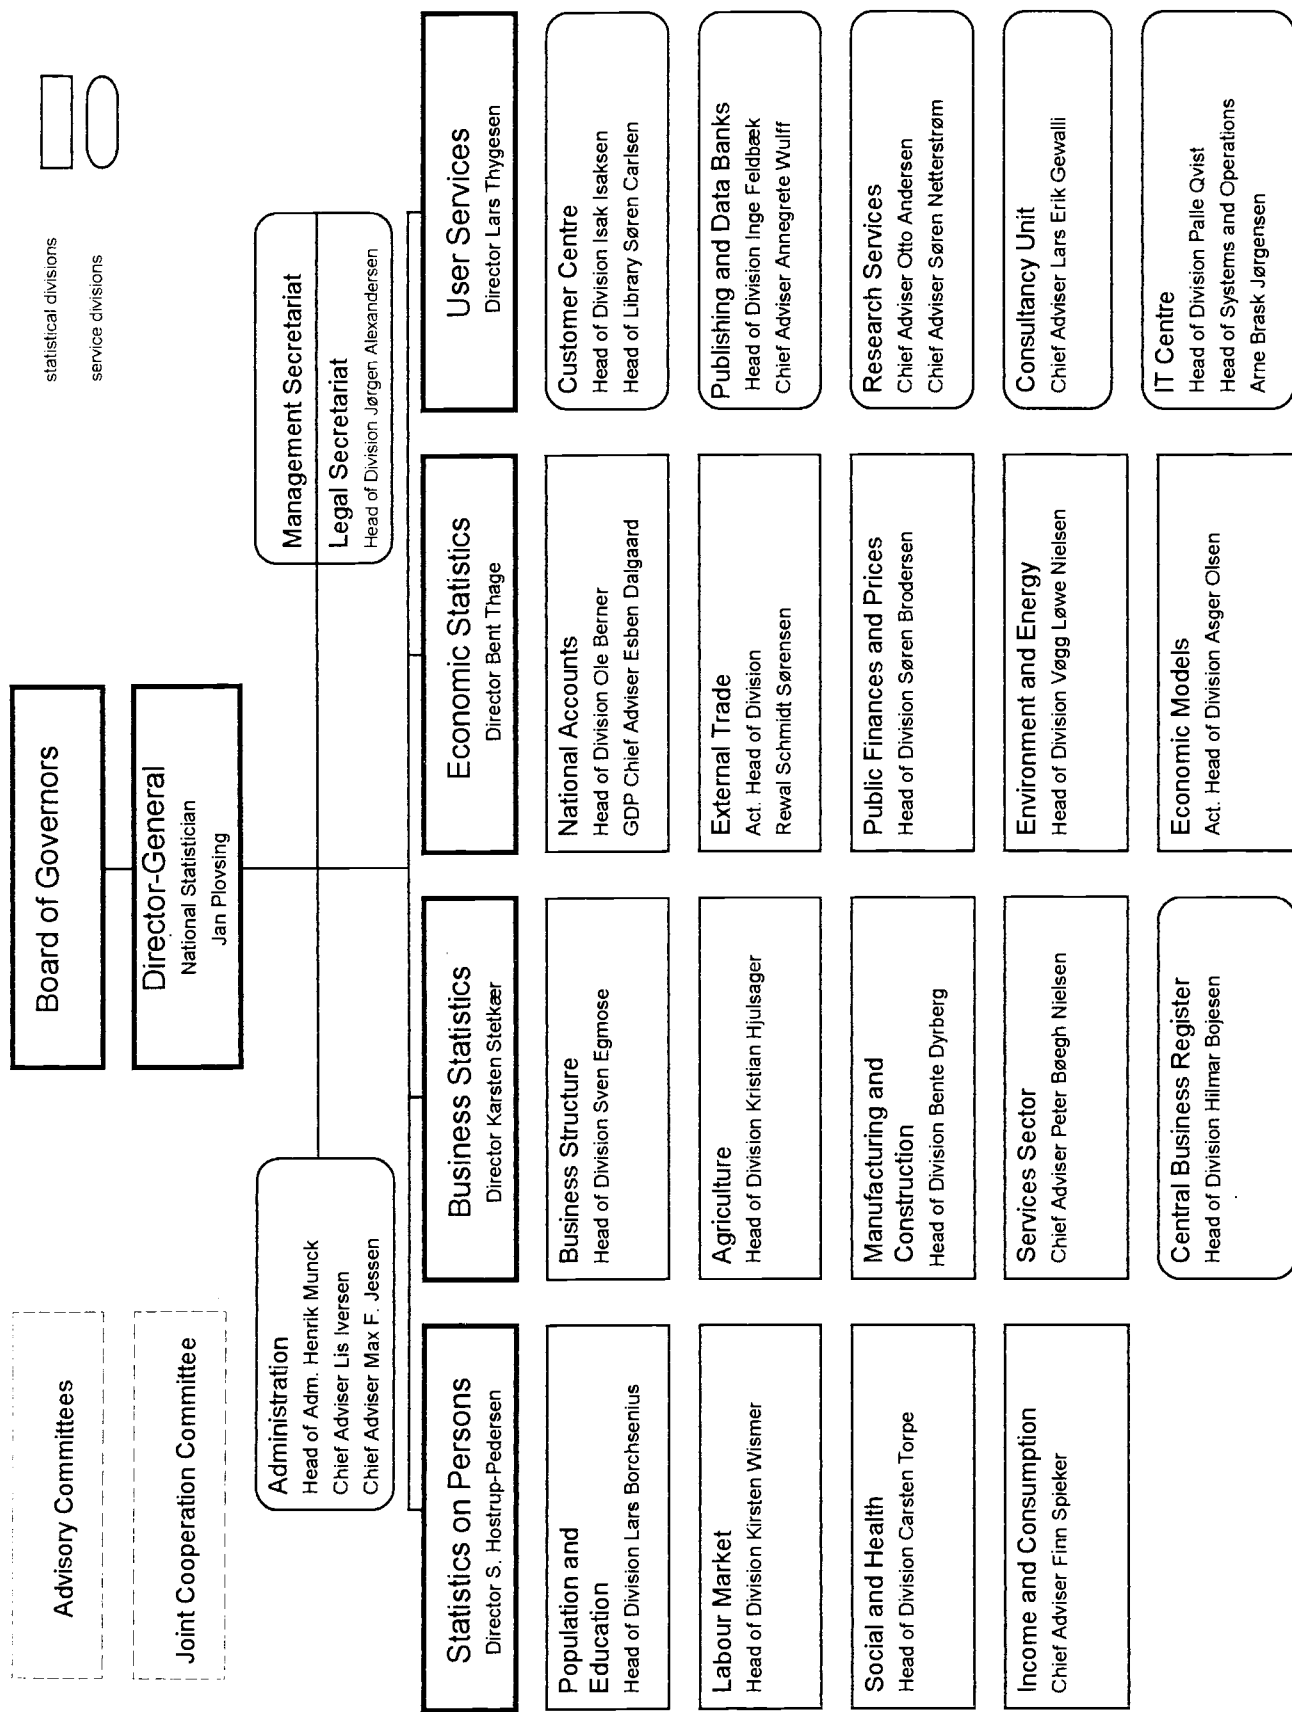 Advisory Committees
Joint Cooperation Committee
Board of Governors
Director-General
National Statistician
Jan Plovsing
statistical divisions
service divisions
Administration
Head of Adm. Henrik Munck
Chief Adviser Lis Iversen
Chief Adviser Max F. Jessen
Management Secretariat
Legal Secretariat
Head of Division Jørgen Alexandersen
Statistics on Persons
Director S. Hostrup-Pedersen
Population and
Education
Head of Division Lars Borchsenius
Labour Market
Head of Division Kirsten Wismer
Social and Health
Head of Division Carsten Torpe
Income and Consumption
Chief Adviser Finn Spieker
Business Statistics
Director Karsten Stetkær
Business Structure
Head of Division Sven Egmose
Agriculture
Head of Division Kristian Hjulsager
Manufacturing and
Construction
Head of Division Bente Dyrberg
Services Sector
Chief Adviser Peter Bøegh Nielsen
Central Business Register
Head of Division Hilmar Bojesen
Economic Statistics
Director Bent Thage
National Accounts
Head of Division Ole Berner
GDP Chief Adviser Esben Dalgaard
External Trade
Act. Head of Division
Rewal Schmidt Sørensen
Public Finances and Prices
Head of Division Søren Brodersen
Environment and Energy
Head of Division Vøgg Løwe Nielsen
Economic Models
Act. Head of Division Asger Olsen
User Services
Director Lars Thygesen
Customer Centre
Head of Division Isak Isaksen
Head of Library Søren Carlsen
Publishing and Data Banks
Head of Division Inge Feldbæk
Chief Adviser Annegrete Wulff
Research Services
Chief Adviser Otto Andersen
Chief Adviser Søren Netterstrøm
Consultancy Unit
Chief Adviser Lars Erik Gewalli
IT Centre
Head of Division Palle Qvist
Head of Systems and Operations
Arne Brask Jørgensen